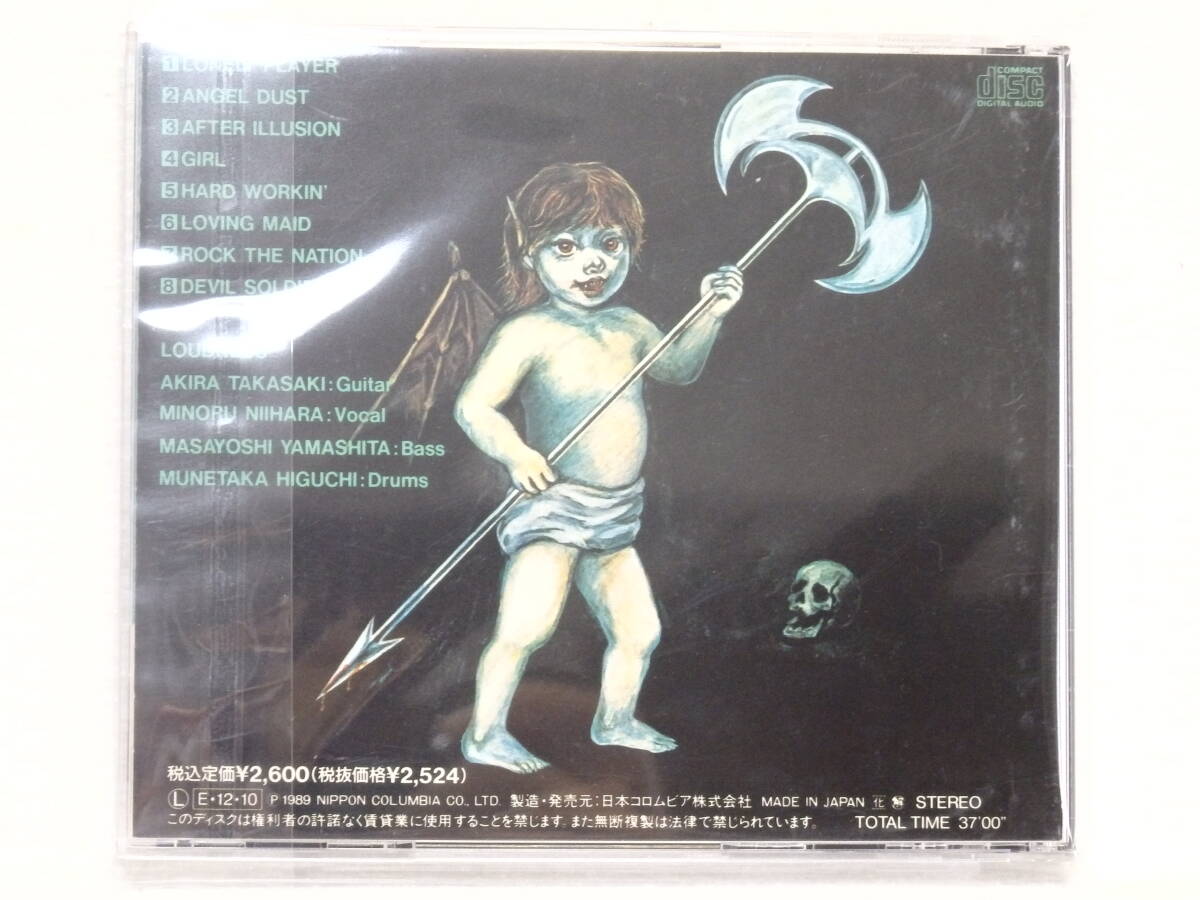 COMPACT
disc
DIGITAL AUDIO
1 LONELY PLAYER
2 ANGEL DUST
3 AFTER ILLUSION
4 GIRL
5 HARD WORKIN'
6 LOVING MAID
7 ROCK THE NATION
8 DEVIL SOLDIER
LOUDNESS
AKIRA TAKASAKI:Guitar
MINORU NIIHARA:Vocal
MASAYOSHI YAMASHITA:Bass
MUNETAKA HIGUCHI:Drums
税込定価¥2,600(税抜価格¥2,524)
Ⓛ E・12・10 P 1989 NIPPON COLUMBIA CO., LTD. 製造・発売元:日本コロムビア株式会社 MADE IN JAPAN STEREO
このディスクは権利者の許諾なく賃貸業に使用することを禁じます。また無断複製は法律で禁じられています。 TOTAL TIME 37'00"